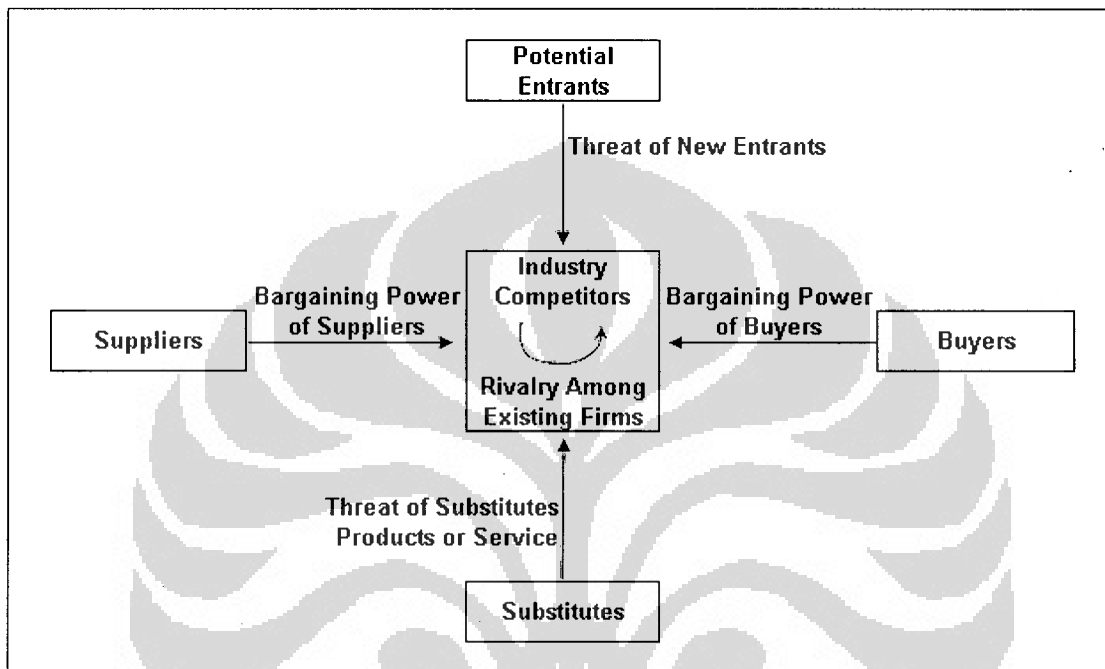 Potential
Entrants
Threat of New Entrants
Industry
Competitors
Bargaining Power
of Suppliers
Bargaining Power
of Buyers
Suppliers
Buyers
Rivalry Among
Existing Firms
Threat of Substitutes
Products or Service
Substitutes